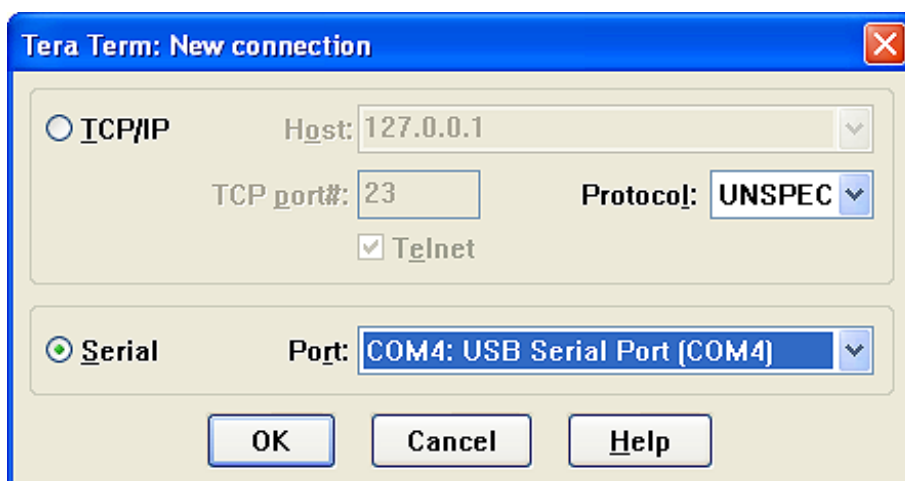 Tera Term: New connection
TCP/IP Host: 127.0.0.1
TCP port#: 23 Protocol: UNSPEC
Telnet
Serial Port: COM4: USB Serial Port (COM4)
OK Cancel Help